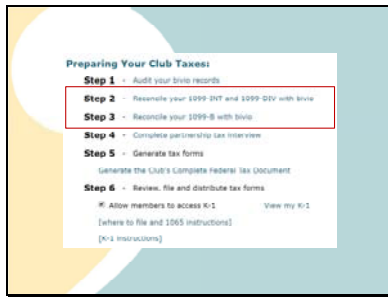 Preparing Your Club Taxes:
Step 1 - Audit your bivio records
Step 2 - Reconcile your 1099-INT and 1099-DIV with bivio
Step 3 - Reconcile your 1099-B with bivio
Step 4 - Complete partnership tax interview
Step 5 - Generate tax forms
Generate the Club's Complete Federal Tax Document
Step 6 - Review, file and distribute tax forms
Allow members to access K-1 View my K-1
[where to file and 1065 instructions]
[K-1 instructions]